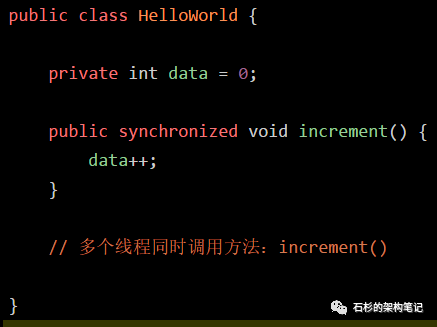 public class HelloWorld {
private int data = 0;
public synchronized void increment() {
data++;
}
// 多个线程同时调用方法：increment()
}
石杉的架构笔记